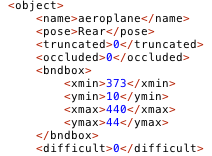 <object>
<name>aeroplane</name>
<pose>Rear</pose>
<truncated>0</truncated>
<occluded>0</occluded>
<bndbox>
<xmin>373</xmin>
<ymin>10</ymin>
<xmax>440</xmax>
<ymax>44</ymax>
</bndbox>
<difficult>0</difficult>